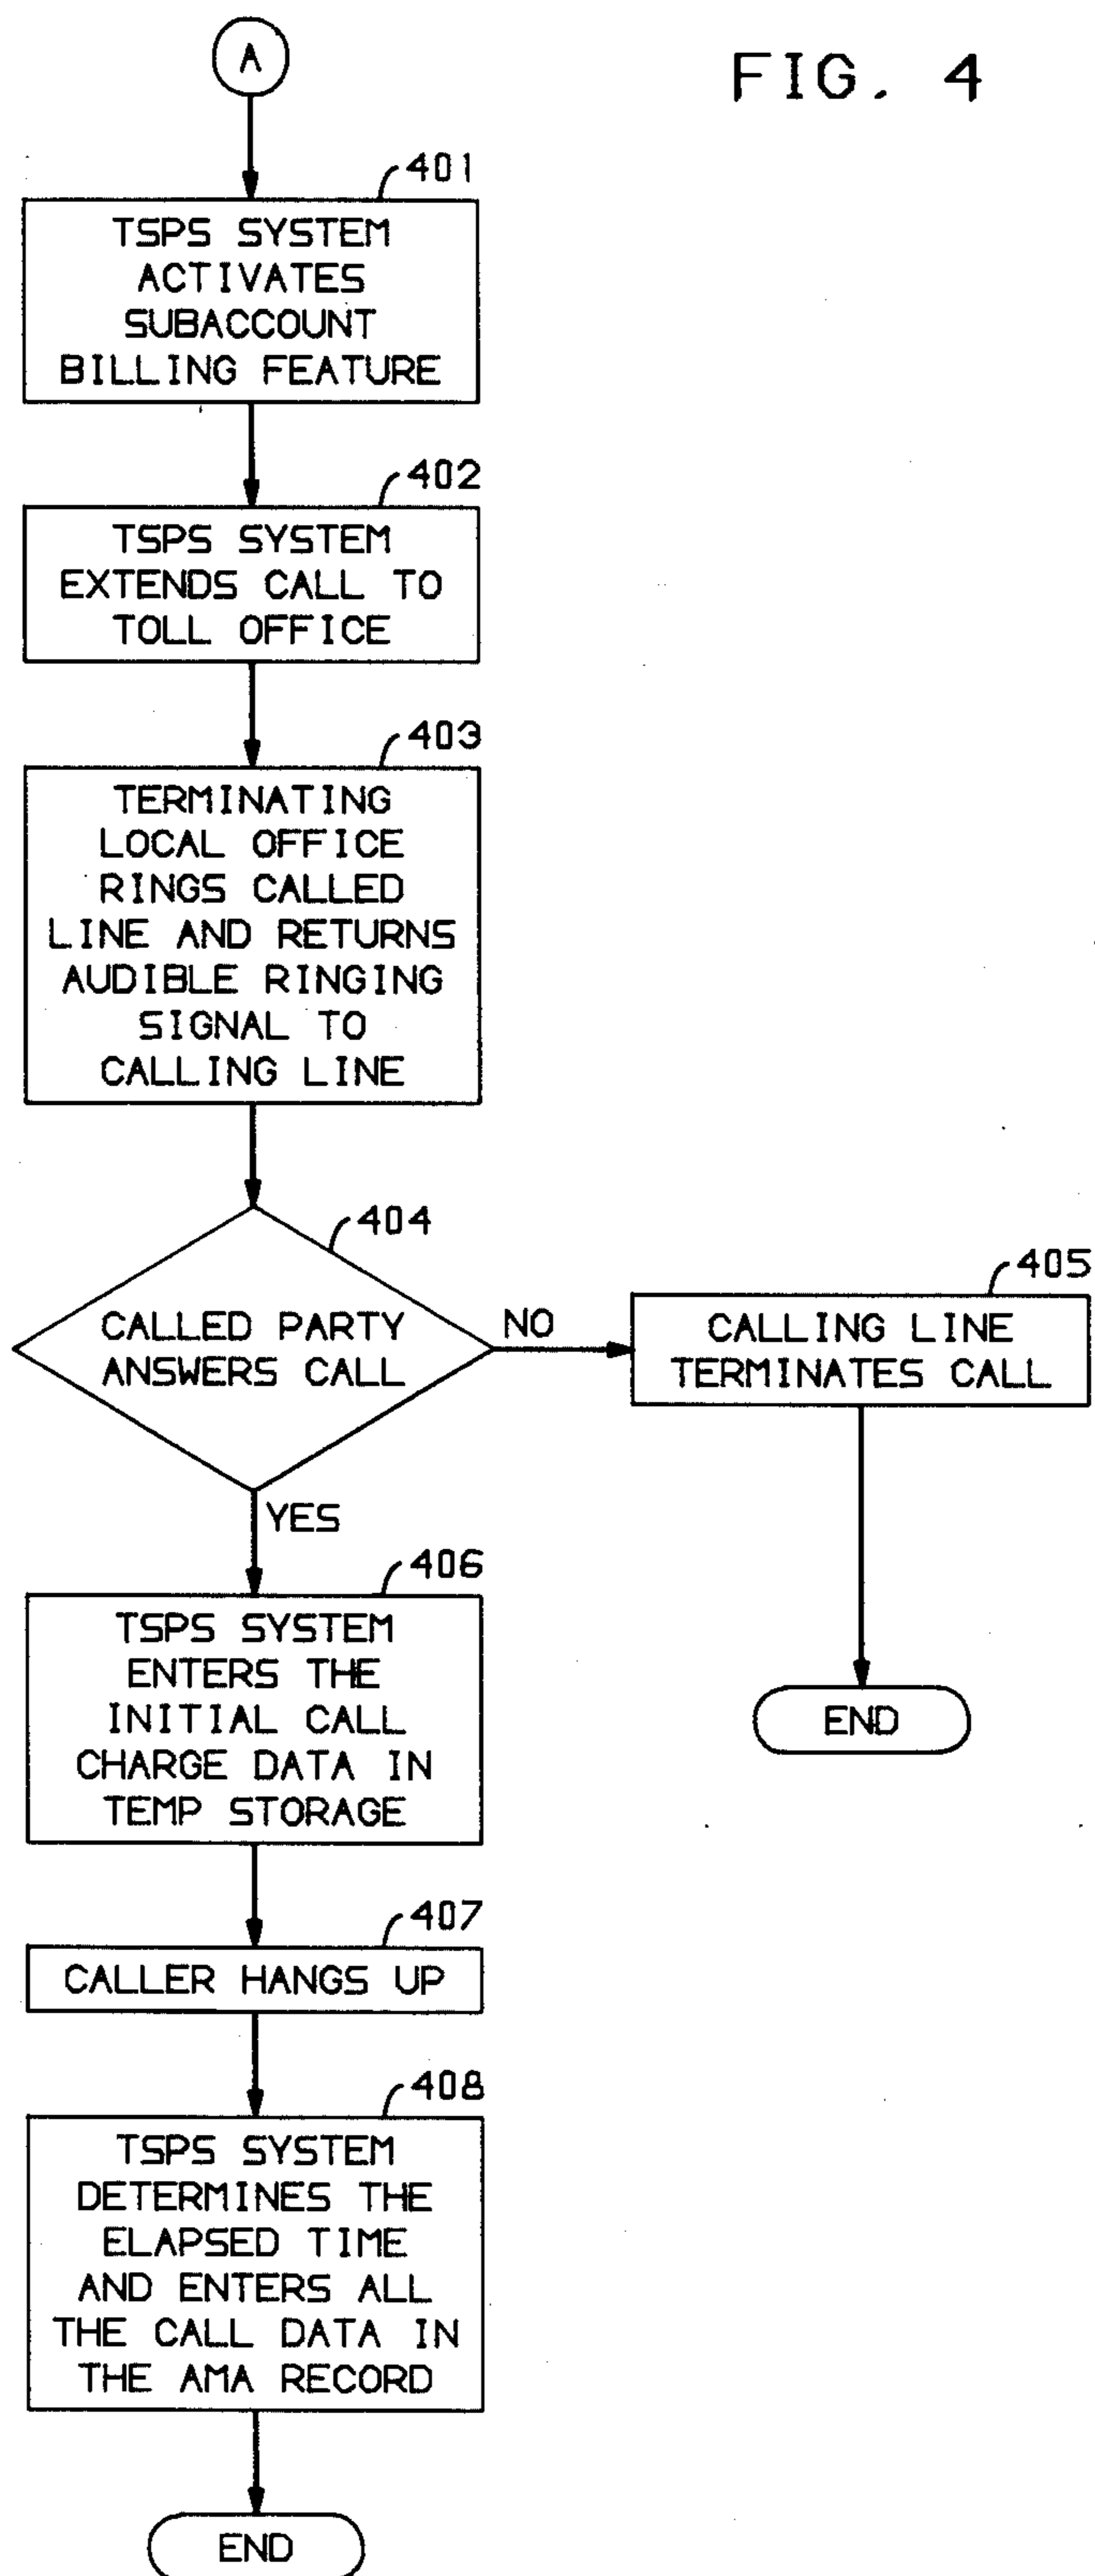 A
FIG. 4
401
TSPS SYSTEM
ACTIVATES
SUBACCOUNT
BILLING FEATURE
402
TSPS SYSTEM
EXTENDS CALL TO
TOLL OFFICE
403
TERMINATING
LOCAL OFFICE
RINGS CALLED
LINE AND RETURNS
AUDIBLE RINGING
SIGNAL TO
CALLING LINE
404
CALLED PARTY
ANSWERS CALL
NO
405
CALLING LINE
TERMINATES CALL
END
YES
406
TSPS SYSTEM
ENTERS THE
INITIAL CALL
CHARGE DATA IN
TEMP STORAGE
407
CALLER HANGS UP
408
TSPS SYSTEM
DETERMINES THE
ELAPSED TIME
AND ENTERS ALL
THE CALL DATA IN
THE AMA RECORD
END